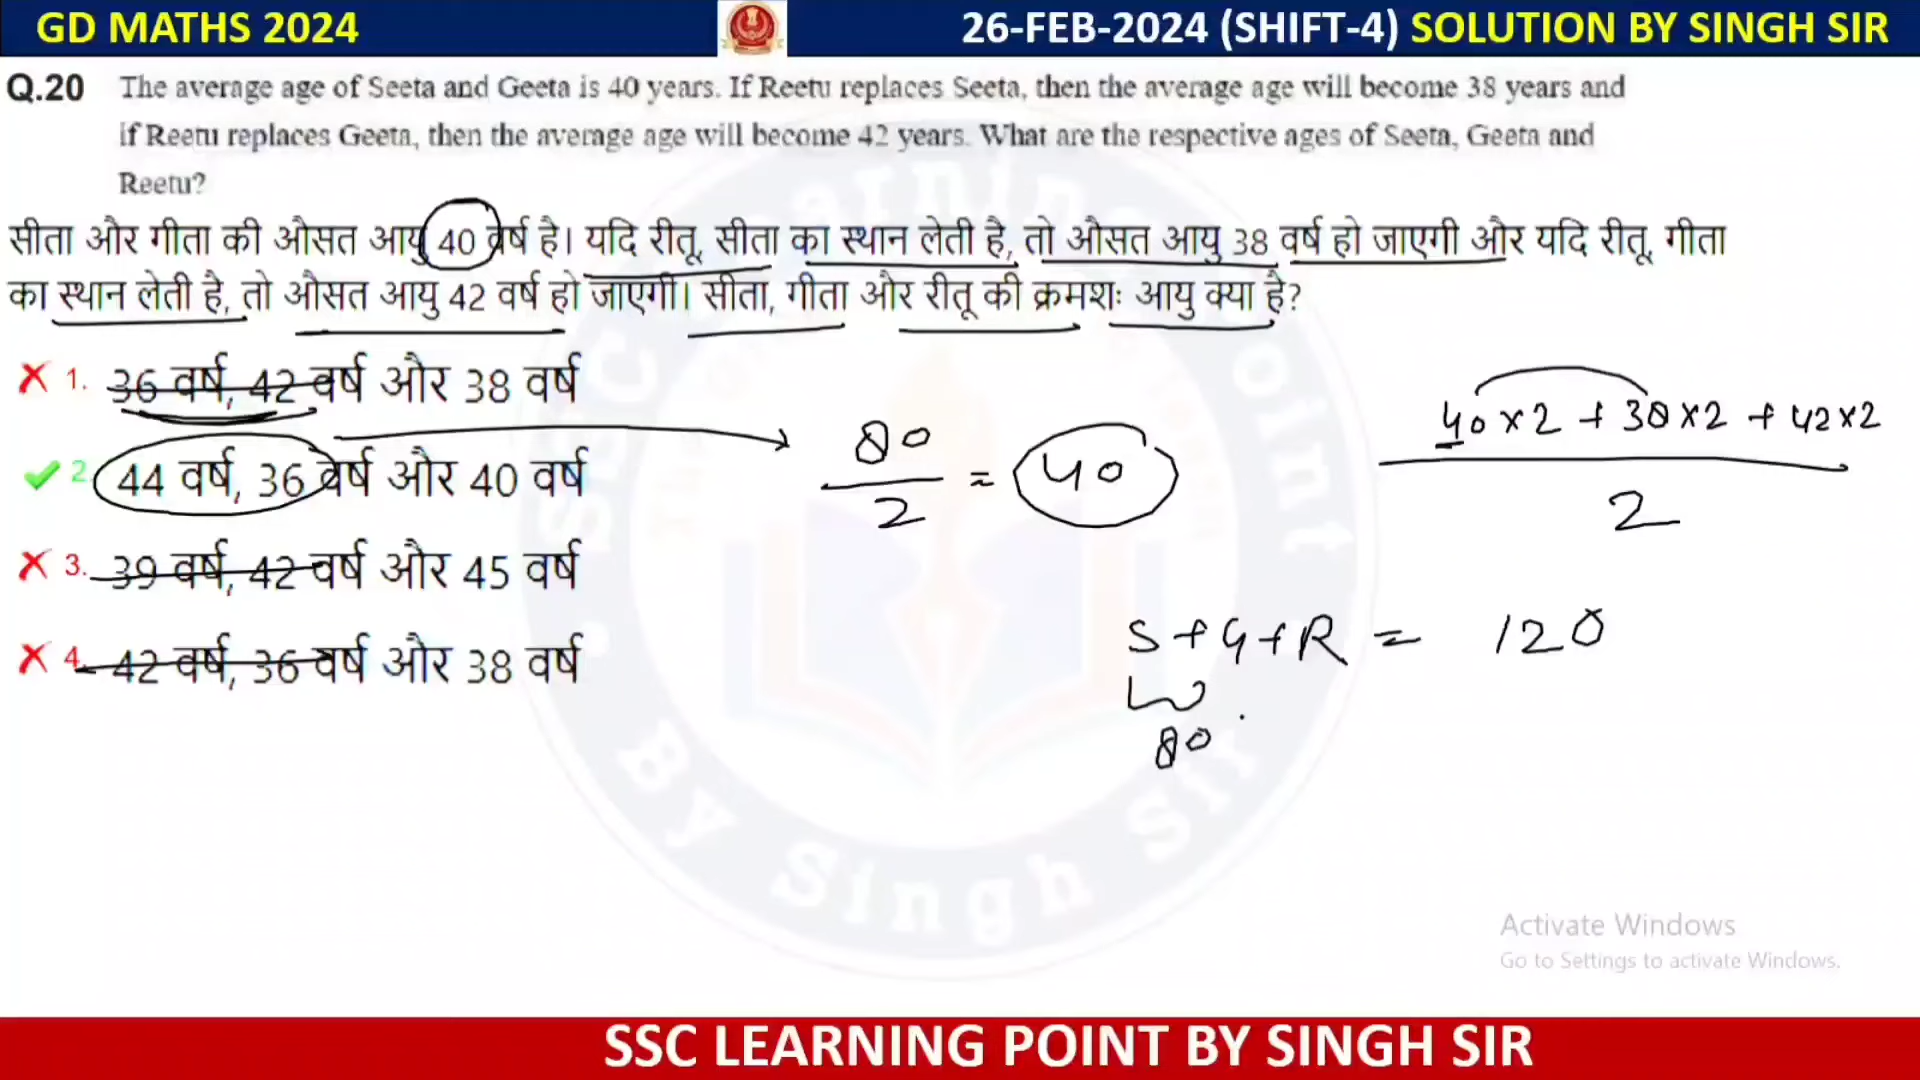 GD MATHS 2024
26-FEB-2024 (SHIFT-4) SOLUTION BY SINGH SIR
Q.20 The average age of Seeta and Geeta is 40 years. If Reetu replaces Seeta, then the average age will become 38 years and
if Reetu replaces Geeta, then the average age will become 42 years. What are the respective ages of Seeta, Geeta and
Reetu?
सीता और गीता की औसत आयु 40 वर्ष है। यदि रीतू, सीता का स्थान लेती है, तो औसत आयु 38 वर्ष हो जाएगी और यदि रीतू, गीता
का स्थान लेती है, तो औसत आयु 42 वर्ष हो जाएगी। सीता, गीता और रीतू की क्रमशः आयु क्या है?
1. 36 वर्ष, 42 वर्ष और 38 वर्ष
2 44 वर्ष, 36 वर्ष और 40 वर्ष
3. 39 वर्ष, 42 वर्ष और 45 वर्ष
4. 42 वर्ष, 36 वर्ष और 38 वर्ष
80
2
= 40
40×2 + 38×2 + 42×2
2
S+G+R = 120
80
By Singh Sir
Activate Windows
Go to Settings to activate Windows.
SSC LEARNING POINT BY SINGH SIR